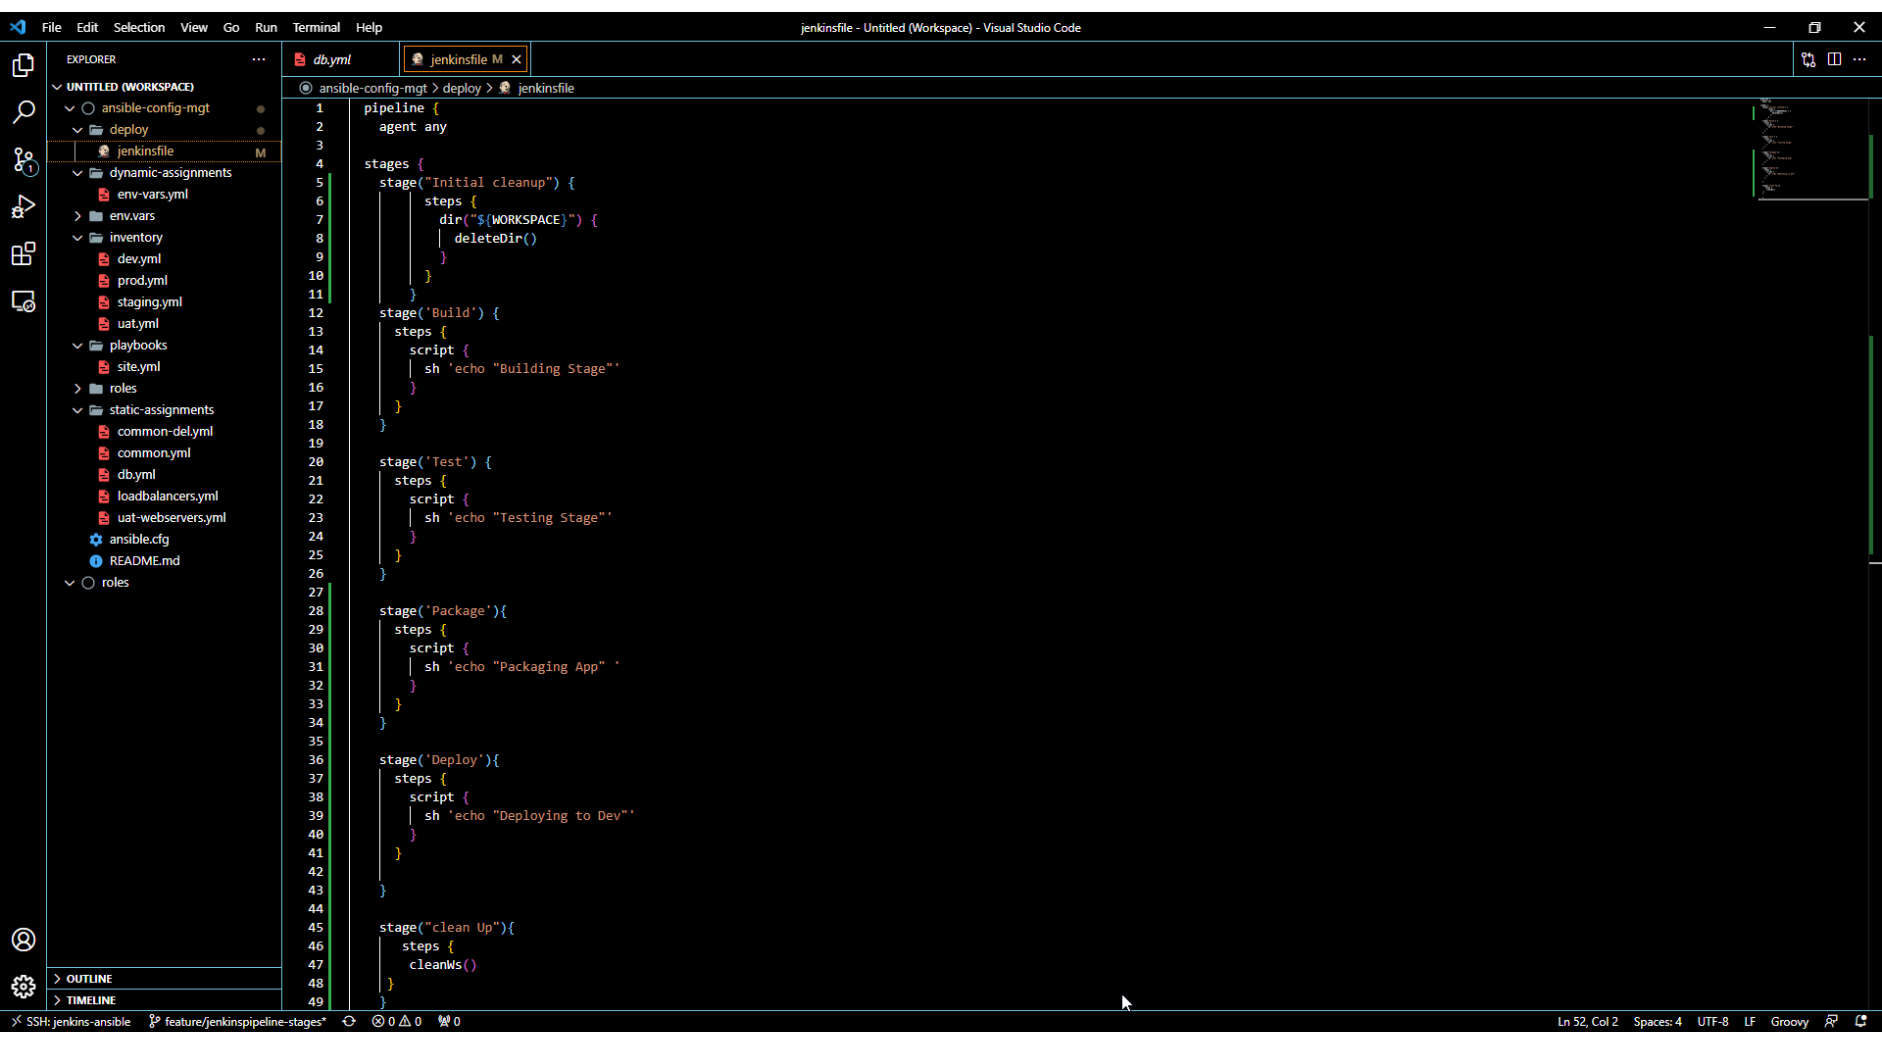 File Edit Selection View Go Run Terminal Help
jenkinsfile - Untitled (Workspace) - Visual Studio Code
EXPLORER ···
UNTITLED (WORKSPACE)
ansible-config-mgt
deploy
jenkinsfile M
dynamic-assignments
env-vars.yml
env.vars
inventory
dev.yml
prod.yml
staging.yml
uat.yml
playbooks
site.yml
roles
static-assignments
common-del.yml
common.yml
db.yml
loadbalancers.yml
uat-webservers.yml
ansible.cfg
README.md
roles
OUTLINE
TIMELINE
db.yml
jenkinsfile M
ansible-config-mgt > deploy > jenkinsfile
1 pipeline {
2 agent any
3
4 stages {
5 stage("Initial cleanup") {
6 steps {
7 dir("${WORKSPACE}") {
8 deleteDir()
9 }
10 }
11 }
12 stage('Build') {
13 steps {
14 script {
15 sh 'echo "Building Stage"'
16 }
17 }
18 }
19
20 stage('Test') {
21 steps {
22 script {
23 sh 'echo "Testing Stage"'
24 }
25 }
26 }
27
28 stage('Package'){
29 steps {
30 script {
31 sh 'echo "Packaging App" '
32 }
33 }
34 }
35
36 stage('Deploy'){
37 steps {
38 script {
39 sh 'echo "Deploying to Dev"'
40 }
41 }
42
43 }
44
45 stage("clean Up"){
46 steps {
47 cleanWs()
48 }
49 }
SSH: jenkins-ansible feature/jenkinspipeline-stages* 0 0 0
Ln 52, Col 2 Spaces: 4 UTF-8 LF Groovy